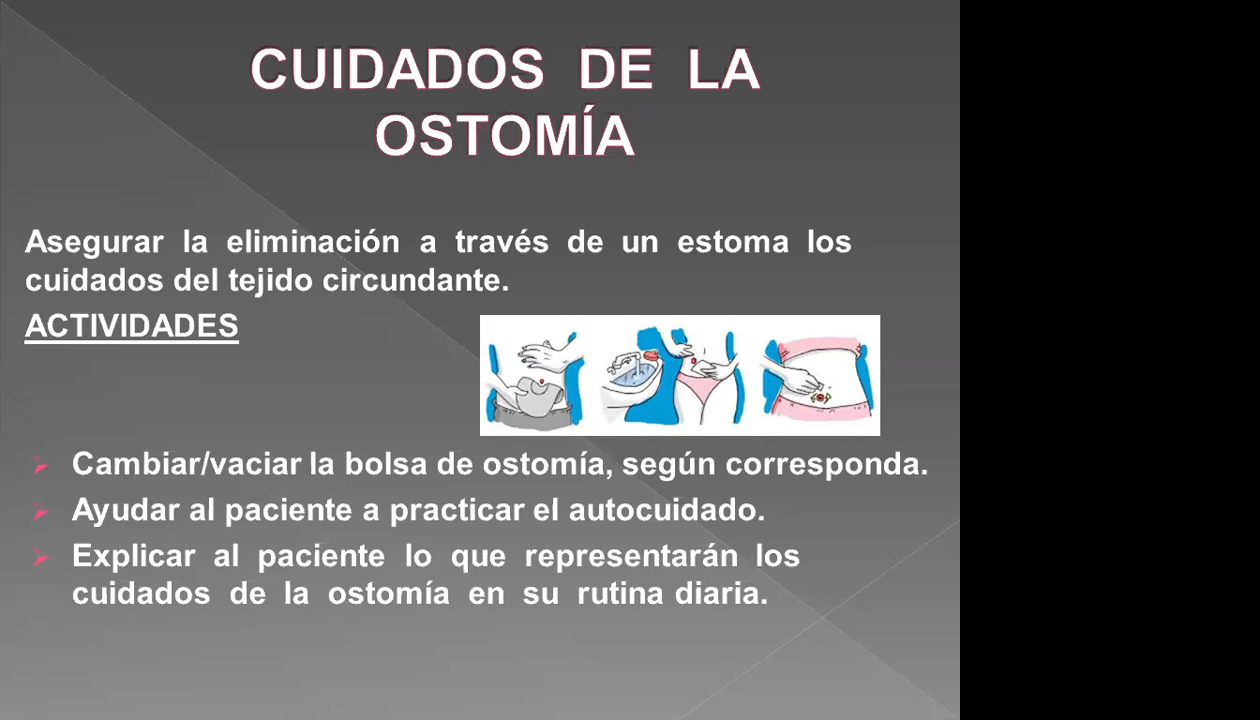 CUIDADOS DE LA
OSTOMÍA
Asegurar la eliminación a través de un estoma los
cuidados del tejido circundante.
ACTIVIDADES
Cambiar/vaciar la bolsa de ostomía, según corresponda.
Ayudar al paciente a practicar el autocuidado.
Explicar al paciente lo que representarán los
cuidados de la ostomía en su rutina diaria.